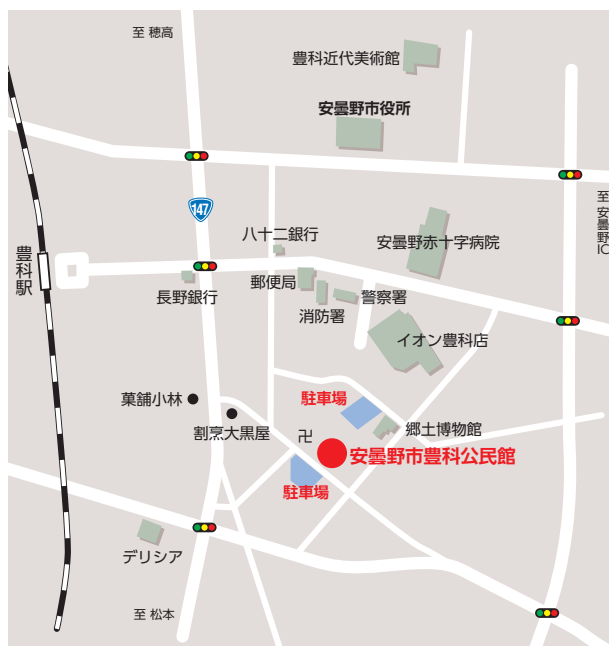 至 穂高
豊科近代美術館
安曇野市役所
147
至 安曇野IC
八十二銀行
安曇野赤十字病院
豊科駅
長野銀行
郵便局
消防署
警察署
イオン豊科店
菓舗小林
駐車場
割烹大黒屋
卍
郷土博物館
安曇野市豊科公民館
駐車場
デリシア
至 松本